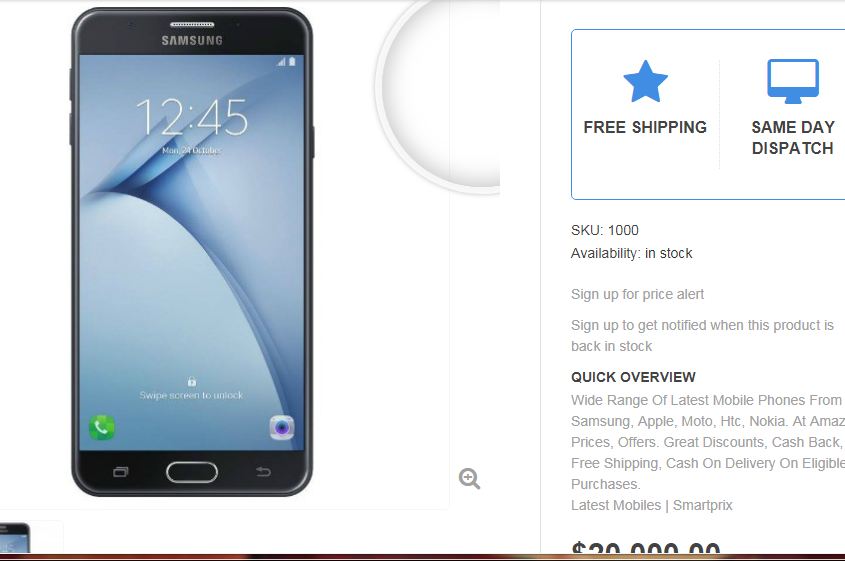 SAMSUNG
12:45
Mon, 24 October
Swipe screen to unlock
FREE SHIPPING
SAME DAY
DISPATCH
SKU: 1000
Availability: in stock
Sign up for price alert
Sign up to get notified when this product is
back in stock
QUICK OVERVIEW
Wide Range Of Latest Mobile Phones From
Samsung, Apple, Moto, Htc, Nokia. At Amaz
Prices, Offers. Great Discounts, Cash Back,
Free Shipping, Cash On Delivery On Eligible
Purchases.
Latest Mobiles | Smartprix
$20,000.00